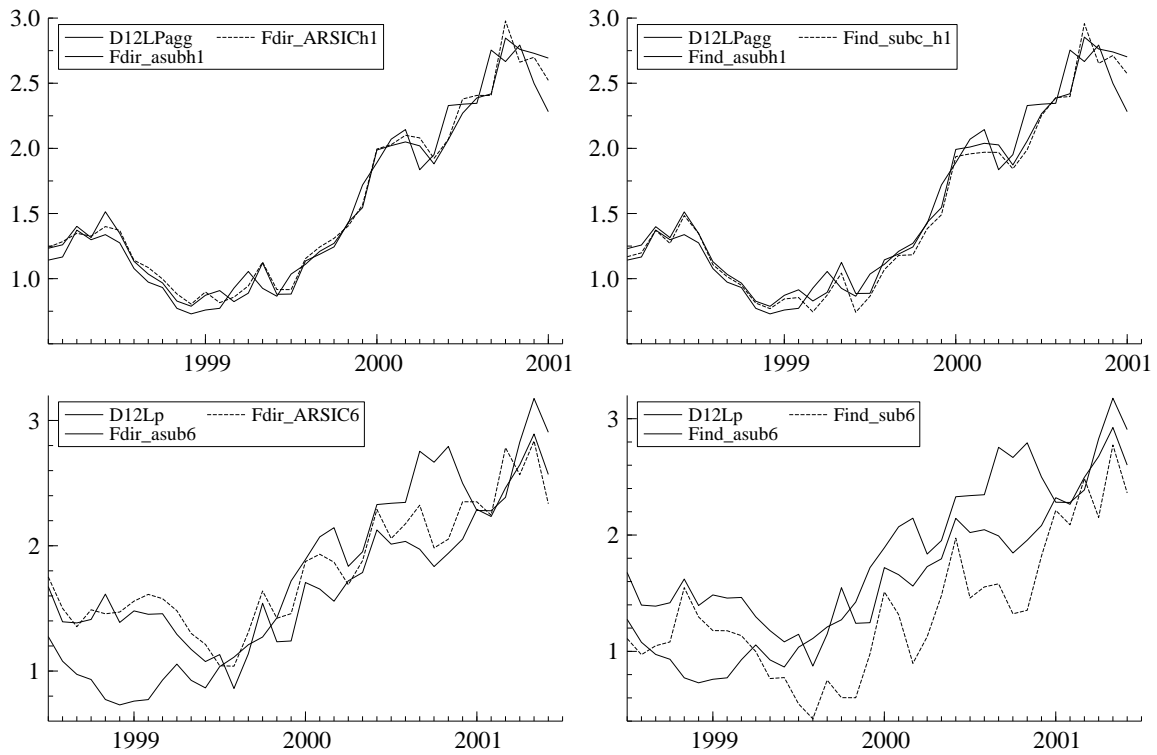 D12LPagg Fdir_ARSICh1
Fdir_asubh1
3.0
2.5
2.0
1.5
1.0
1999 2000 2001
D12LPagg Find_subc_h1
Find_asubh1
3.0
2.5
2.0
1.5
1.0
1999 2000 2001
D12Lp Fdir_ARSIC6
Fdir_asub6
3
2
1
1999 2000 2001
D12Lp Find_sub6
Find_asub6
3
2
1
1999 2000 2001